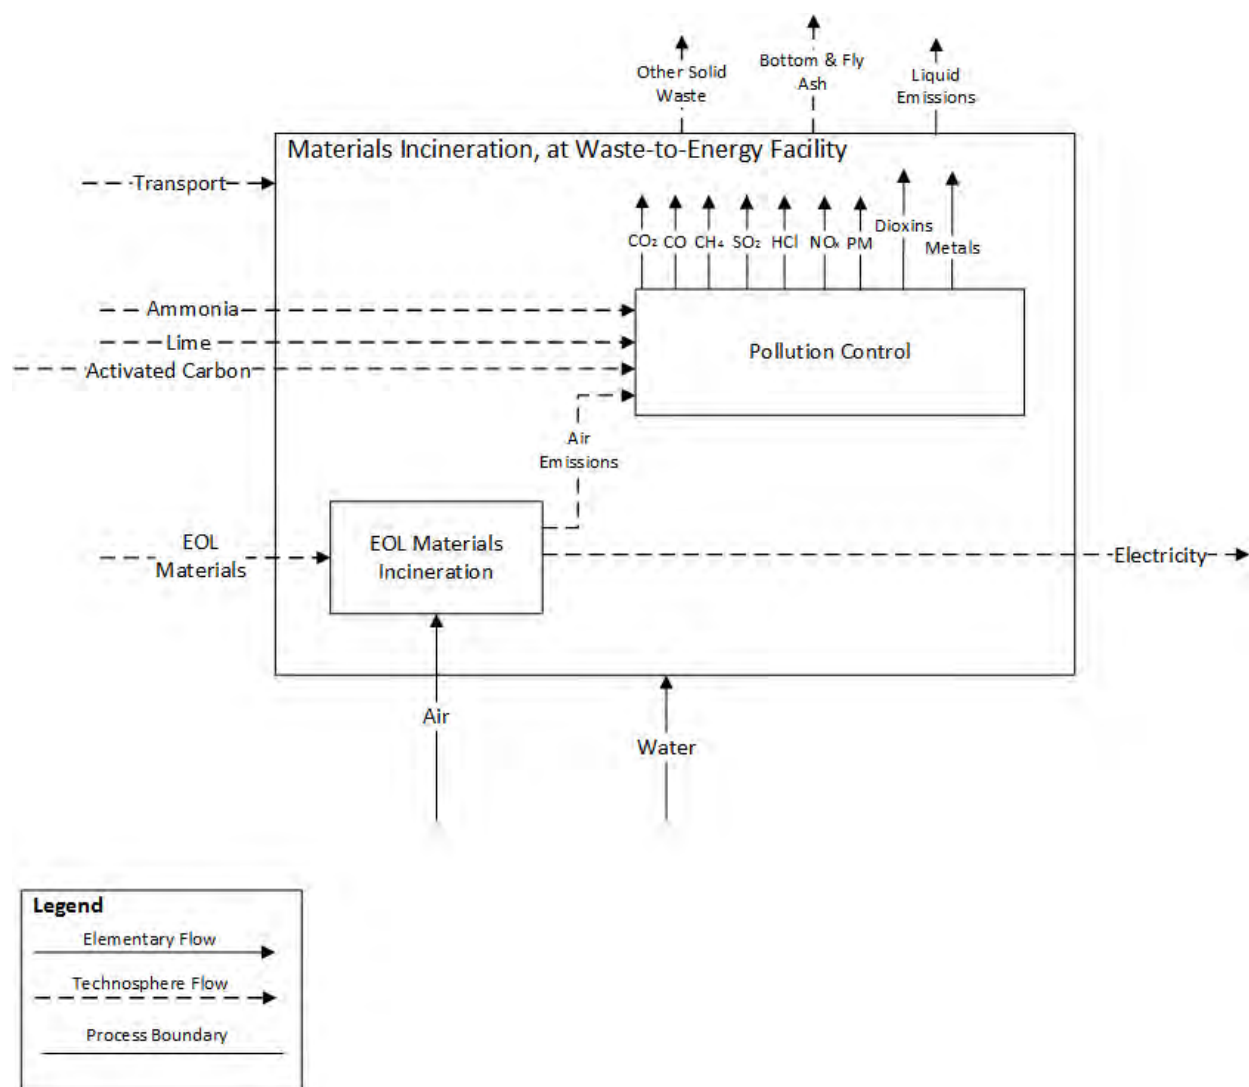 Other Solid
Waste
Bottom & Fly
Ash
Liquid
Emissions
Materials Incineration, at Waste-to-Energy Facility
Transport
CO₂ CO CH₄ SO₂ HCl NOₓ PM
Dioxins
Metals
Ammonia
Lime
Activated Carbon
Pollution Control
Air
Emissions
EOL
Materials
EOL Materials
Incineration
Electricity
Air
Water
Legend
Elementary Flow
Technosphere Flow
Process Boundary